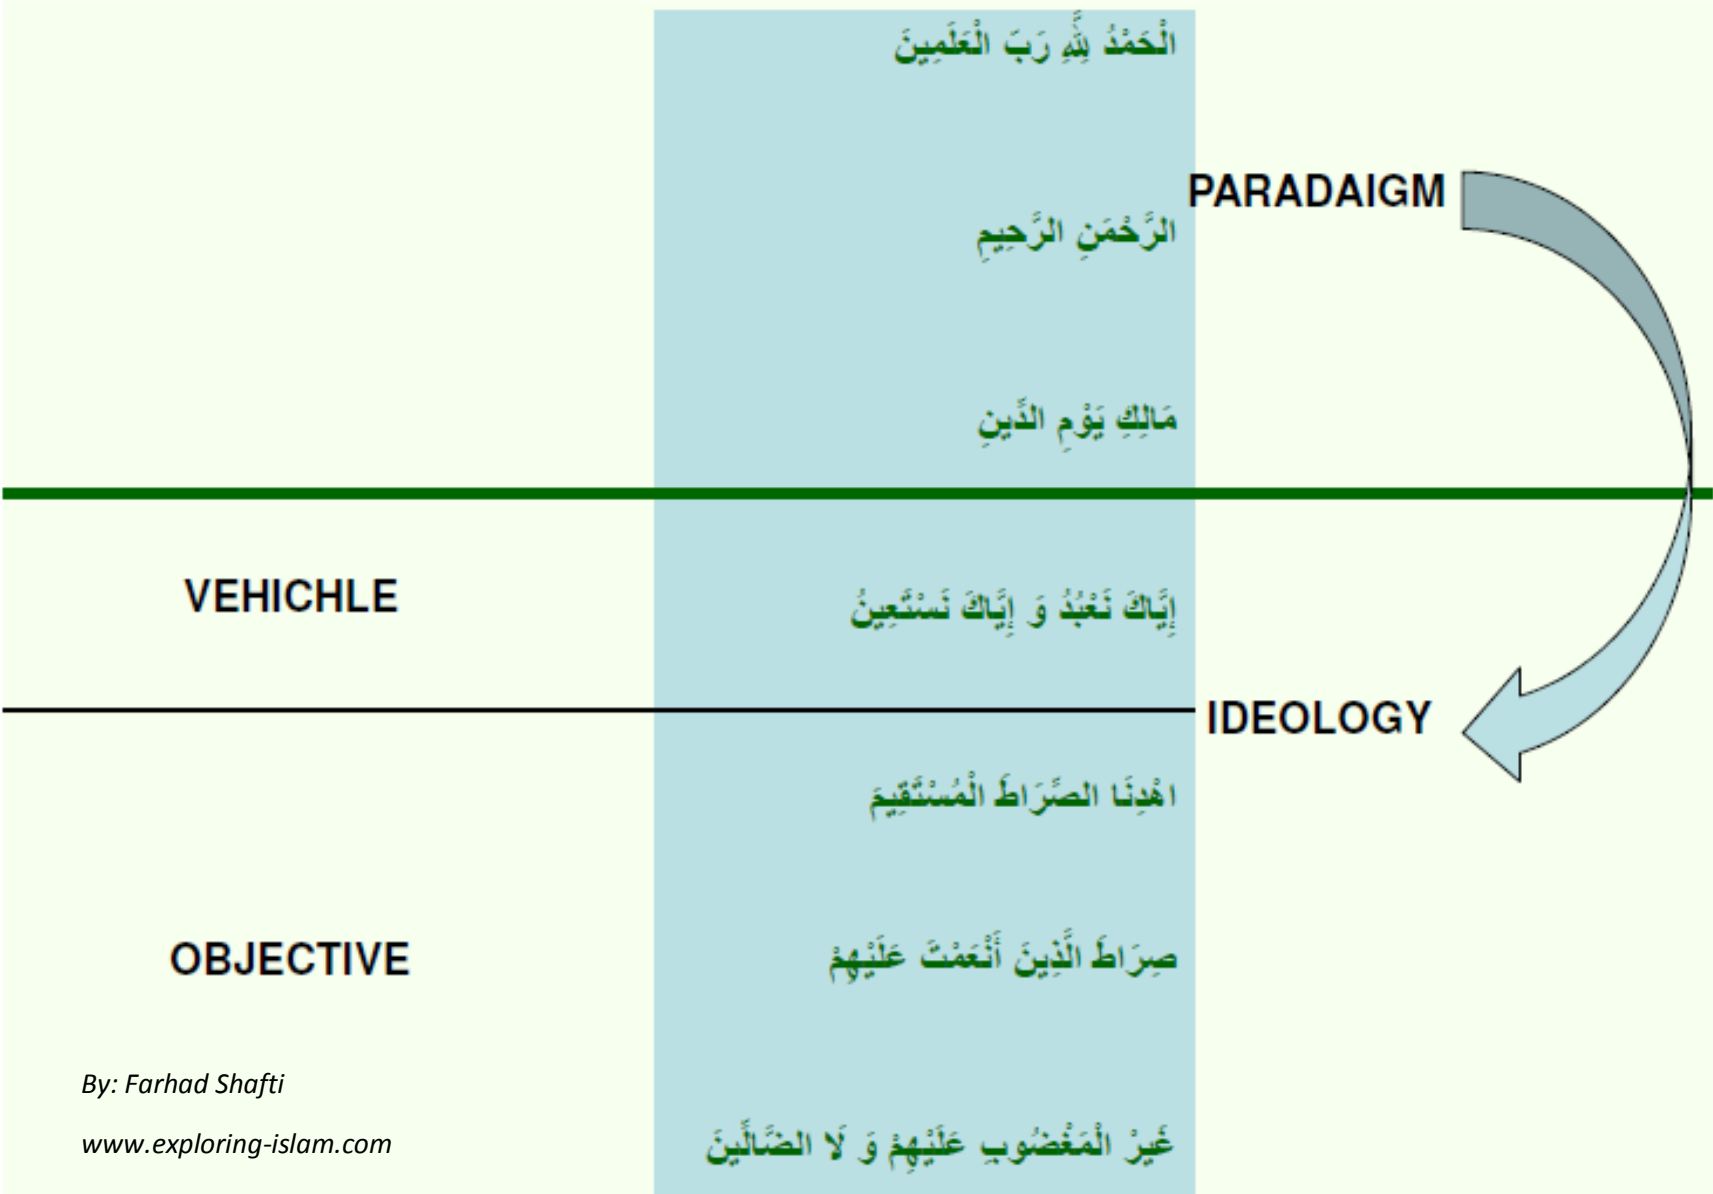 الْحَمْدُ لِلَّهِ رَبِّ الْعَلَمِينَ
PARADAIGM
الرَّحْمَنِ الرَّحِيمِ
مَالِكِ يَوْمِ الدِّينِ
VEHICHLE
إِيَّاكَ نَعْبُدُ وَ إِيَّاكَ نَسْتَعِينُ
IDEOLOGY
اهْدِنَا الصِّرَاطَ الْمُسْتَقِيمَ
OBJECTIVE
صِرَاطَ الَّذِينَ أَنْعَمْتَ عَلَيْهِمْ
By: Farhad Shafti
www.exploring-islam.com
غَيْرِ الْمَغْضُوبِ عَلَيْهِمْ وَ لَا الضَّالِّينَ